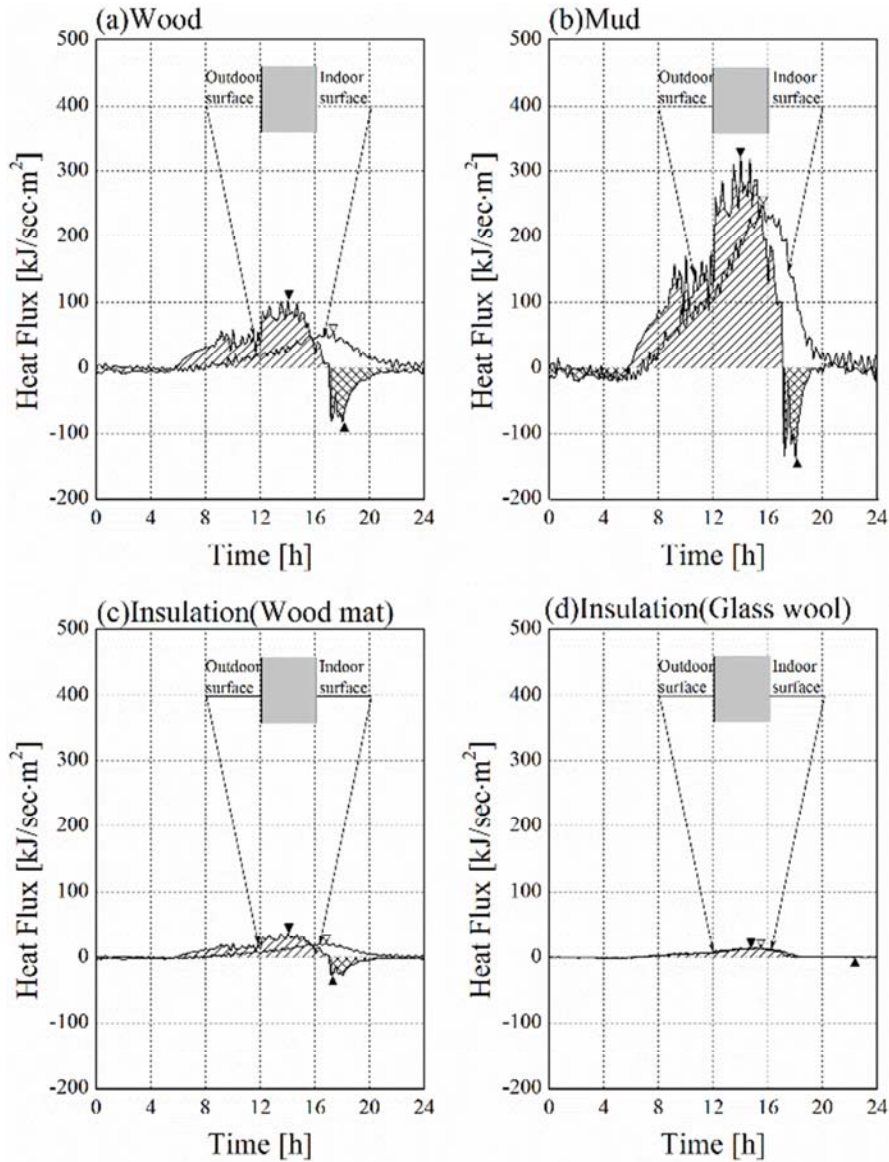 (a)Wood
500
400
300
200
100
0
-100
-200
Heat Flux [kJ/sec·m²]
Outdoor surface
Indoor surface
0 4 8 12 16 20 24
Time [h]
(b)Mud
500
400
300
200
100
0
-100
-200
Heat Flux [kJ/sec·m²]
Outdoor surface
Indoor surface
0 4 8 12 16 20 24
Time [h]
(c)Insulation(Wood mat)
500
400
300
200
100
0
-100
-200
Heat Flux [kJ/sec·m²]
Outdoor surface
Indoor surface
0 4 8 12 16 20 24
Time [h]
(d)Insulation(Glass wool)
500
400
300
200
100
0
-100
-200
Heat Flux [kJ/sec·m²]
Outdoor surface
Indoor surface
0 4 8 12 16 20 24
Time [h]